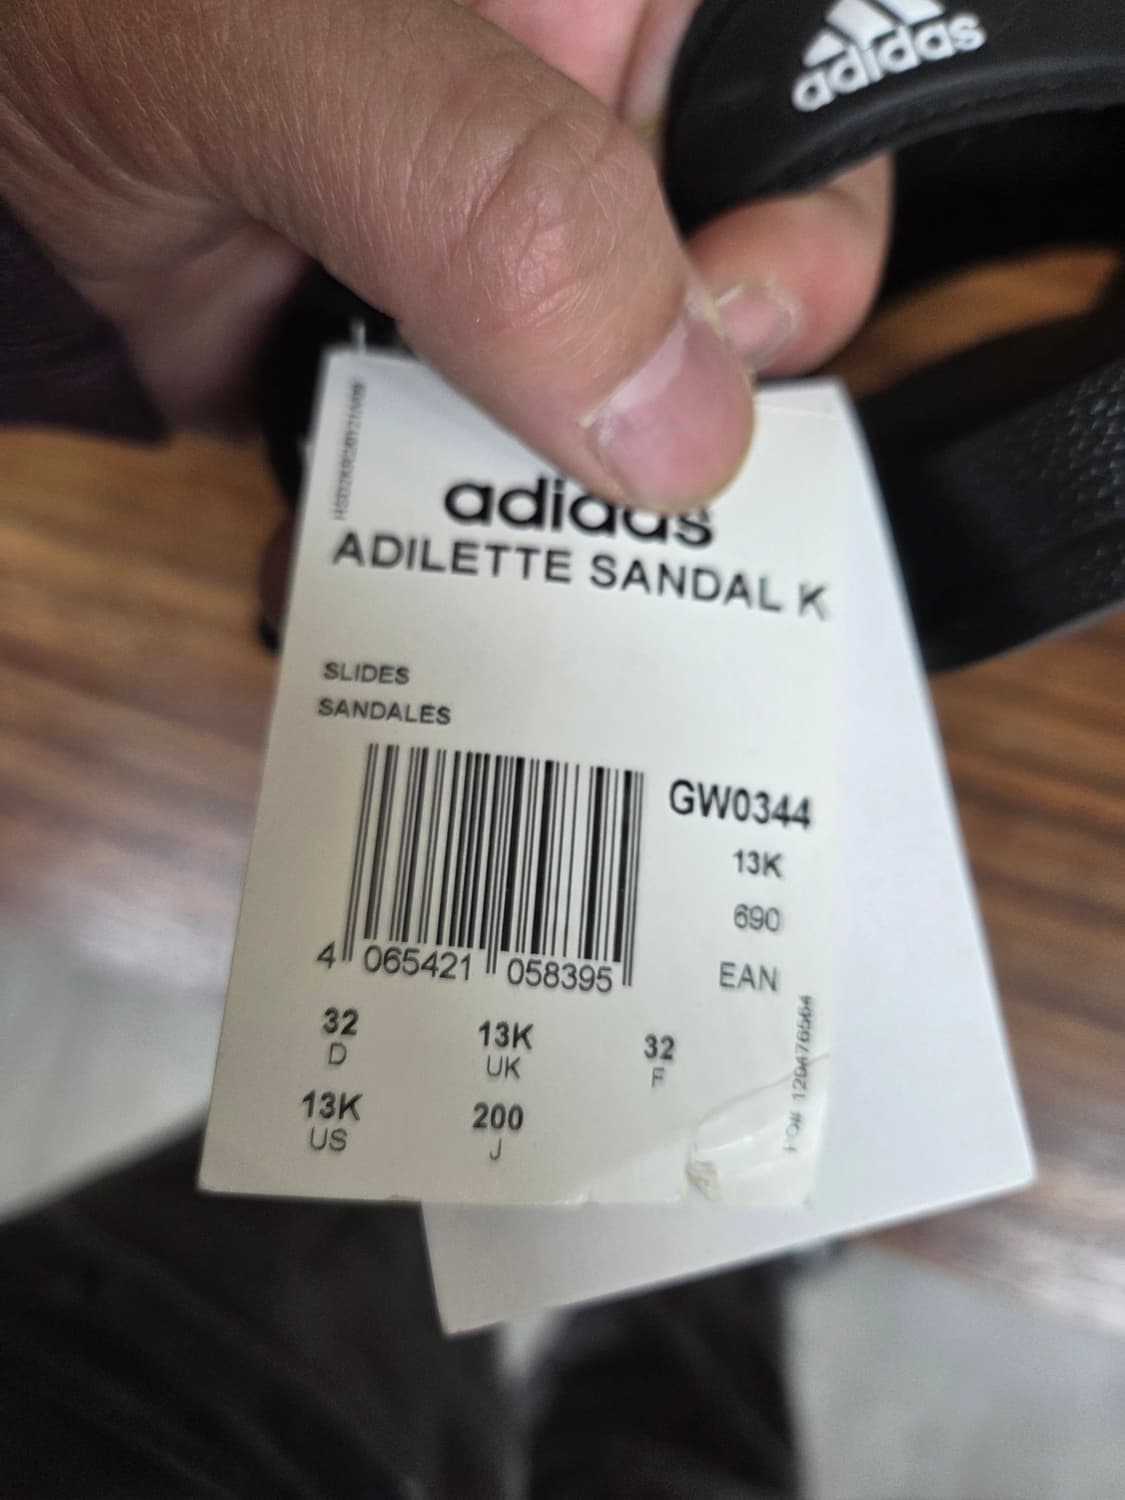 adidas
adidas
ADILETTE SANDAL K
SLIDES
SANDALES
GW0344
13K
690
EAN
4 065421 058395
32
D
13K
UK
32
F
13K
US
200
J